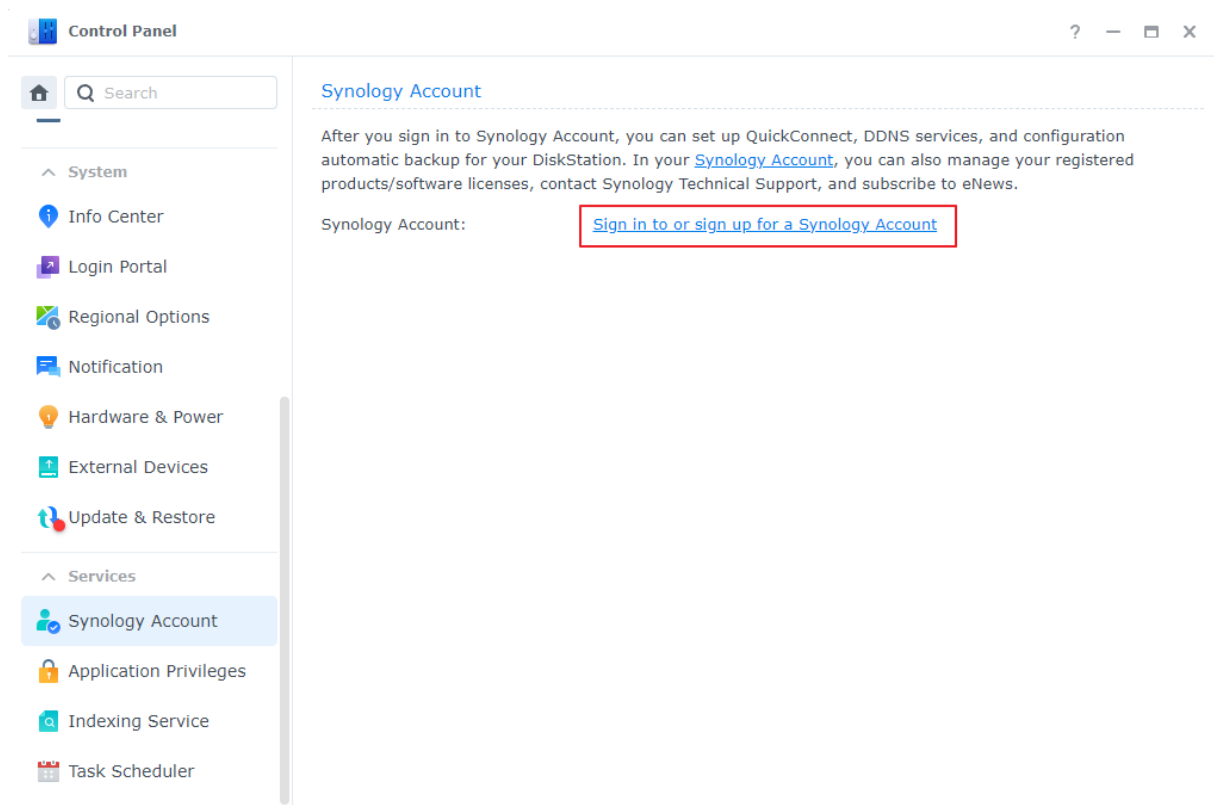 Control Panel
?
Search
System
Info Center
Login Portal
Regional Options
Notification
Hardware & Power
External Devices
Update & Restore
Services
Synology Account
Application Privileges
Indexing Service
Task Scheduler
Synology Account
After you sign in to Synology Account, you can set up QuickConnect, DDNS services, and configuration
automatic backup for your DiskStation. In your Synology Account, you can also manage your registered
products/software licenses, contact Synology Technical Support, and subscribe to eNews.
Synology Account: Sign in to or sign up for a Synology Account